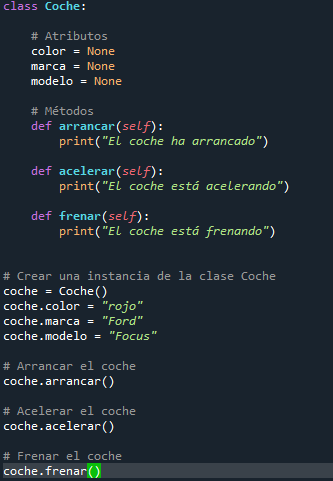 class Coche:
    # Atributos
    color = None
    marca = None
    modelo = None
    # Métodos
    def arrancar(self):
        print("El coche ha arrancado")
    def acelerar(self):
        print("El coche está acelerando")
    def frenar(self):
        print("El coche está frenando")
# Crear una instancia de la clase Coche
coche = Coche()
coche.color = "rojo"
coche.marca = "Ford"
coche.modelo = "Focus"
# Arrancar el coche
coche.arrancar()
# Acelerar el coche
coche.acelerar()
# Frenar el coche
coche.frenar()